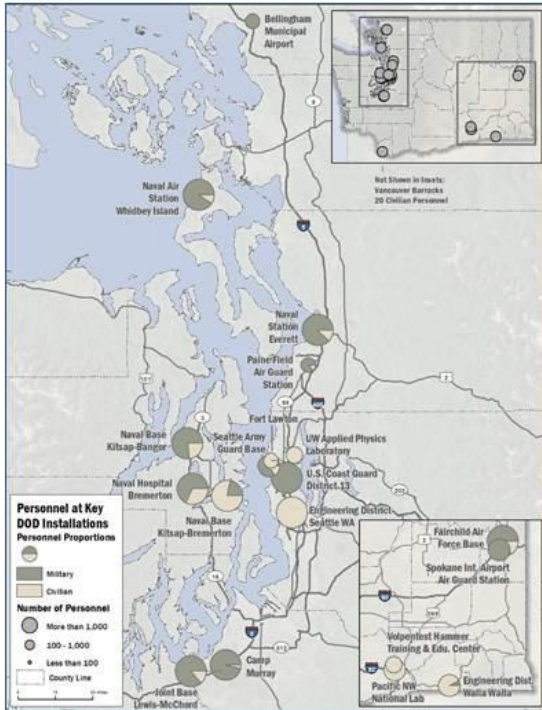 Bellingham
Municipal
Airport
Not Shown in Insets:
Vancouver Barracks
20 Civilian Personnel
Naval Air
Station
Whidbey Island
Naval
Station
Everett
Paine Field
Air Guard
Station
Fort Lawton
Naval Base
Kitsap-Bangor
Seattle Army
Guard Base
UW Applied Physics
Laboratory
U.S. Coast Guard
District 13
Naval Hospital
Bremerton
Naval Base
Kitsap-Bremerton
Engineering District
Seattle WA
Camp
Murray
Joint Base
Lewis-McChord
Personnel at Key
DOD Installations
Personnel Proportions
Military
Civilian
Number of Personnel
More than 1,000
100 - 1,000
Less than 100
County Line
Fairchild Air
Force Base
Spokane Int. Airport
Air Guard Station
Volpentest Hammer
Training & Edu. Center
Pacific NW
National Lab
Engineering Dist.
Walla Walla